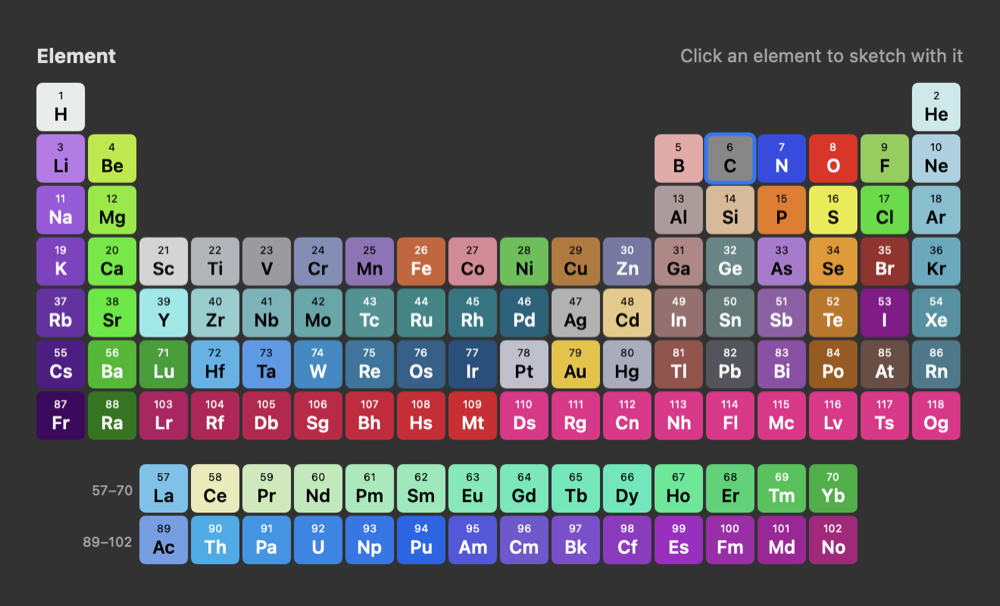 Element Click an element to sketch with it
1 2
H He
3 4 5 6 7 8 9 10
Li Be B C N O F Ne
11 12 13 14 15 16 17 18
Na Mg Al Si P S Cl Ar
19 20 21 22 23 24 25 26 27 28 29 30 31 32 33 34 35 36
K Ca Sc Ti V Cr Mn Fe Co Ni Cu Zn Ga Ge As Se Br Kr
37 38 39 40 41 42 43 44 45 46 47 48 49 50 51 52 53 54
Rb Sr Y Zr Nb Mo Tc Ru Rh Pd Ag Cd In Sn Sb Te I Xe
55 56 71 72 73 74 75 76 77 78 79 80 81 82 83 84 85 86
Cs Ba Lu Hf Ta W Re Os Ir Pt Au Hg Tl Pb Bi Po At Rn
87 88 103 104 105 106 107 108 109 110 111 112 113 114 115 116 117 118
Fr Ra Lr Rf Db Sg Bh Hs Mt Ds Rg Cn Nh Fl Mc Lv Ts Og
57 58 59 60 61 62 63 64 65 66 67 68 69 70
57–70 La Ce Pr Nd Pm Sm Eu Gd Tb Dy Ho Er Tm Yb
89 90 91 92 93 94 95 96 97 98 99 100 101 102
89–102 Ac Th Pa U Np Pu Am Cm Bk Cf Es Fm Md No